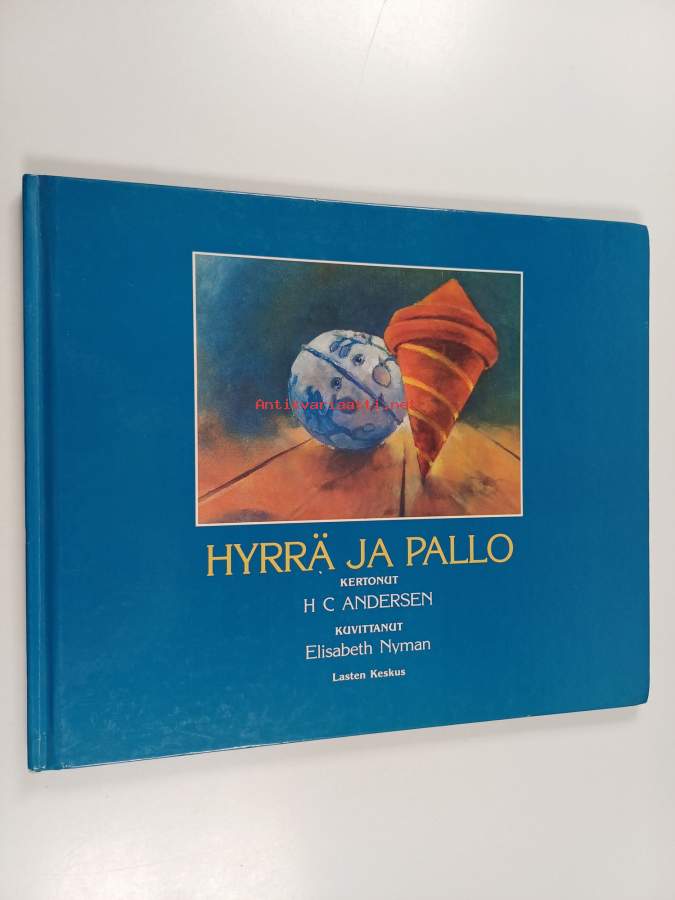 Antikvariaatti.net
HYRRÄ JA PALLO
KERTONUT
H C ANDERSEN
KUVITTANUT
Elisabeth Nyman
Lasten Keskus